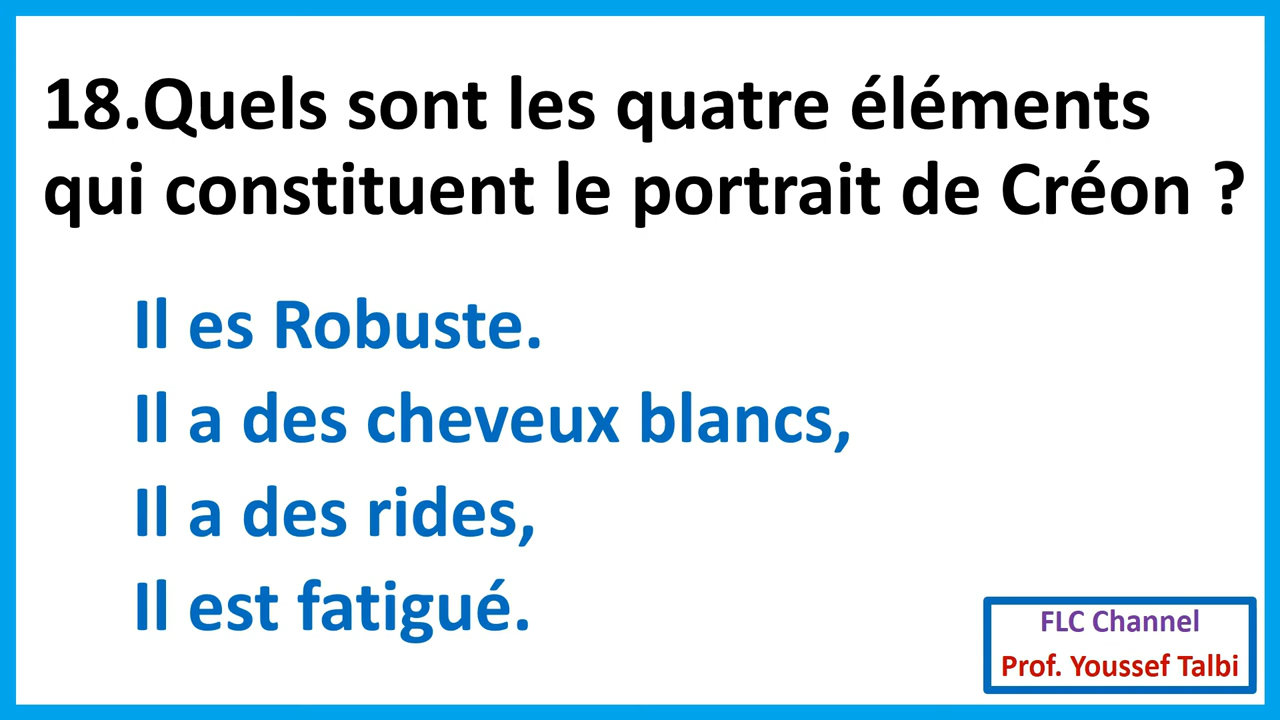 18.Quels sont les quatre éléments
qui constituent le portrait de Créon ?
Il es Robuste.
Il a des cheveux blancs,
Il a des rides,
Il est fatigué.
FLC Channel
Prof. Youssef Talbi